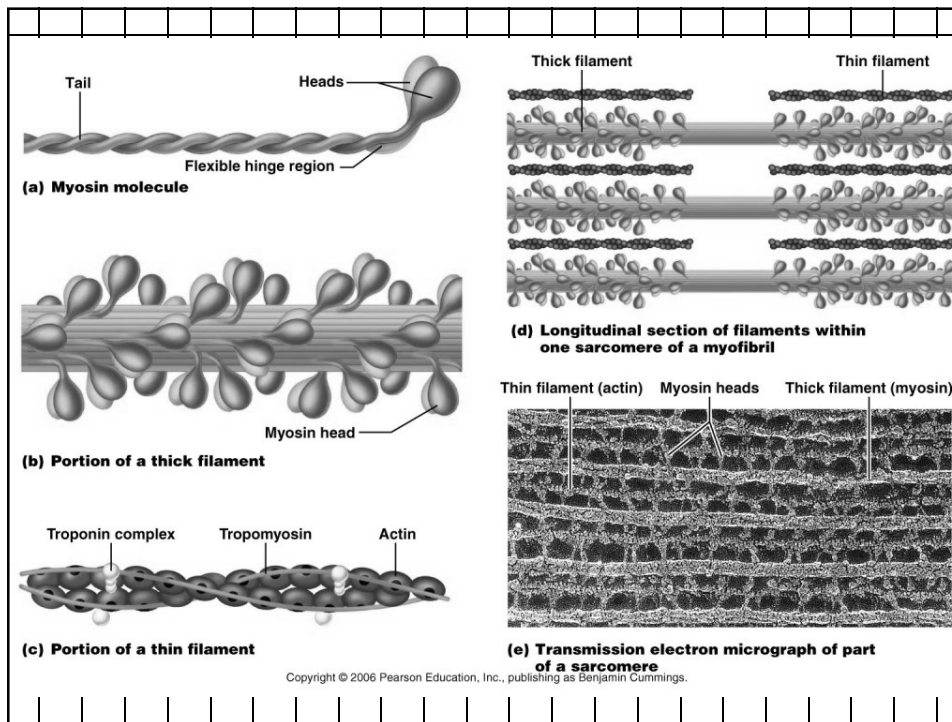 Tail
Heads
Flexible hinge region
(a) Myosin molecule
Myosin head
(b) Portion of a thick filament
Troponin complex
Tropomyosin
Actin
(c) Portion of a thin filament
Thick filament
Thin filament
(d) Longitudinal section of filaments within
one sarcomere of a myofibril
Thin filament (actin)
Myosin heads
Thick filament (myosin)
(e) Transmission electron micrograph of part
of a sarcomere
Copyright © 2006 Pearson Education, Inc., publishing as Benjamin Cummings.